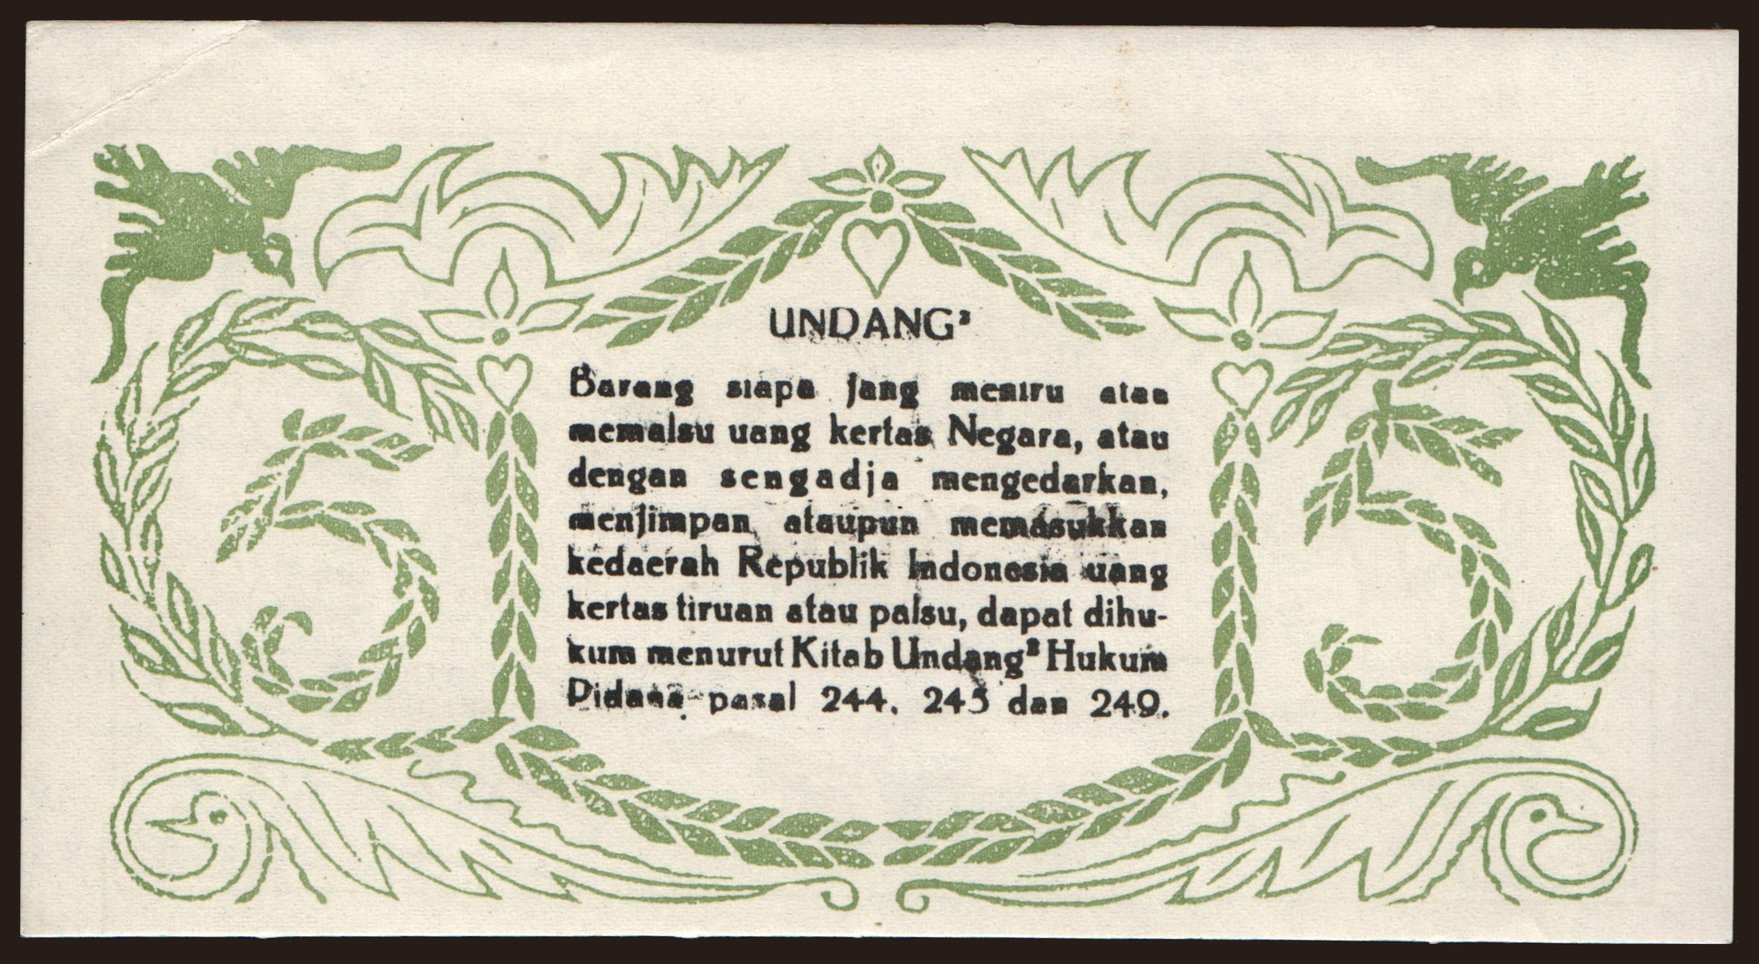 UNDANG²
Barang siapa jang meniru atau
memalsu uang kertas Negara, atau
dengan sengadja mengedarkan,
menjimpan, ataupun memasukkan
kedaerah Republik Indonesia uang
kertas tiruan atau palsu, dapat dihu-
kum menurut Kitab Undang² Hukum
Pidana pasal 244. 245 dan 249.
5 5